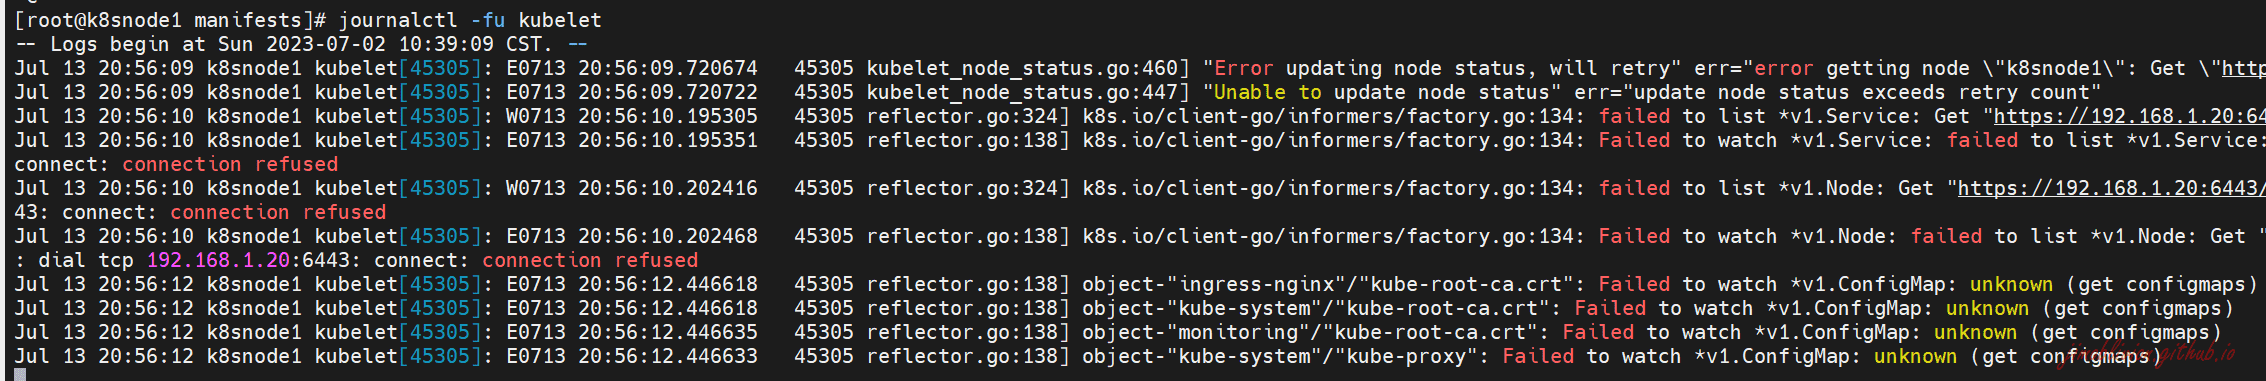 [root@k8snode1 manifests]# journalctl -fu kubelet
-- Logs begin at Sun 2023-07-02 10:39:09 CST. --
Jul 13 20:56:09 k8snode1 kubelet[45305]: E0713 20:56:09.720674   45305 kubelet_node_status.go:460] "Error updating node status, will retry" err="error getting node \"k8snode1\": Get \"http
Jul 13 20:56:09 k8snode1 kubelet[45305]: E0713 20:56:09.720722   45305 kubelet_node_status.go:447] "Unable to update node status" err="update node status exceeds retry count"
Jul 13 20:56:10 k8snode1 kubelet[45305]: W0713 20:56:10.195305   45305 reflector.go:324] k8s.io/client-go/informers/factory.go:134: failed to list *v1.Service: Get "https://192.168.1.20:64
Jul 13 20:56:10 k8snode1 kubelet[45305]: E0713 20:56:10.195351   45305 reflector.go:138] k8s.io/client-go/informers/factory.go:134: Failed to watch *v1.Service: failed to list *v1.Service:
connect: connection refused
Jul 13 20:56:10 k8snode1 kubelet[45305]: W0713 20:56:10.202416   45305 reflector.go:324] k8s.io/client-go/informers/factory.go:134: failed to list *v1.Node: Get "https://192.168.1.20:6443/
43: connect: connection refused
Jul 13 20:56:10 k8snode1 kubelet[45305]: E0713 20:56:10.202468   45305 reflector.go:138] k8s.io/client-go/informers/factory.go:134: Failed to watch *v1.Node: failed to list *v1.Node: Get "
: dial tcp 192.168.1.20:6443: connect: connection refused
Jul 13 20:56:12 k8snode1 kubelet[45305]: E0713 20:56:12.446618   45305 reflector.go:138] object-"ingress-nginx"/"kube-root-ca.crt": Failed to watch *v1.ConfigMap: unknown (get configmaps)
Jul 13 20:56:12 k8snode1 kubelet[45305]: E0713 20:56:12.446618   45305 reflector.go:138] object-"kube-system"/"kube-root-ca.crt": Failed to watch *v1.ConfigMap: unknown (get configmaps)
Jul 13 20:56:12 k8snode1 kubelet[45305]: E0713 20:56:12.446635   45305 reflector.go:138] object-"monitoring"/"kube-root-ca.crt": Failed to watch *v1.ConfigMap: unknown (get configmaps)
Jul 13 20:56:12 k8snode1 kubelet[45305]: E0713 20:56:12.446633   45305 reflector.go:138] object-"kube-system"/"kube-proxy": Failed to watch *v1.ConfigMap: unknown (get configmaps)